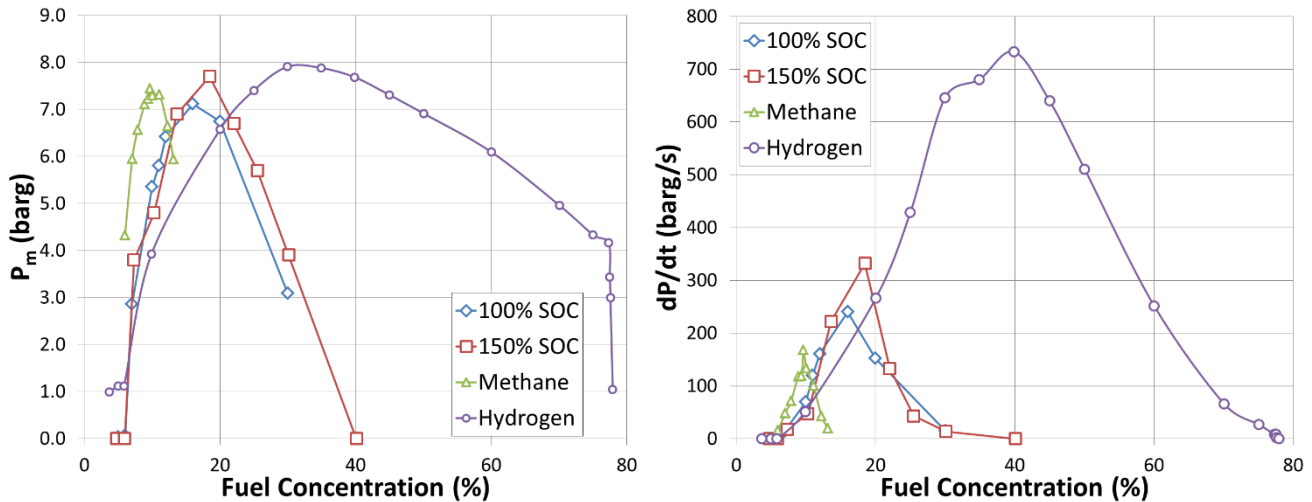 9.0
8.0
7.0
6.0
5.0
4.0
3.0
2.0
1.0
0.0
P_m (barg)
0 20 40 60 80
Fuel Concentration (%)
100% SOC
150% SOC
Methane
Hydrogen
800
700
600
500
400
300
200
100
0
dP/dt (barg/s)
0 20 40 60 80
Fuel Concentration (%)
100% SOC
150% SOC
Methane
Hydrogen